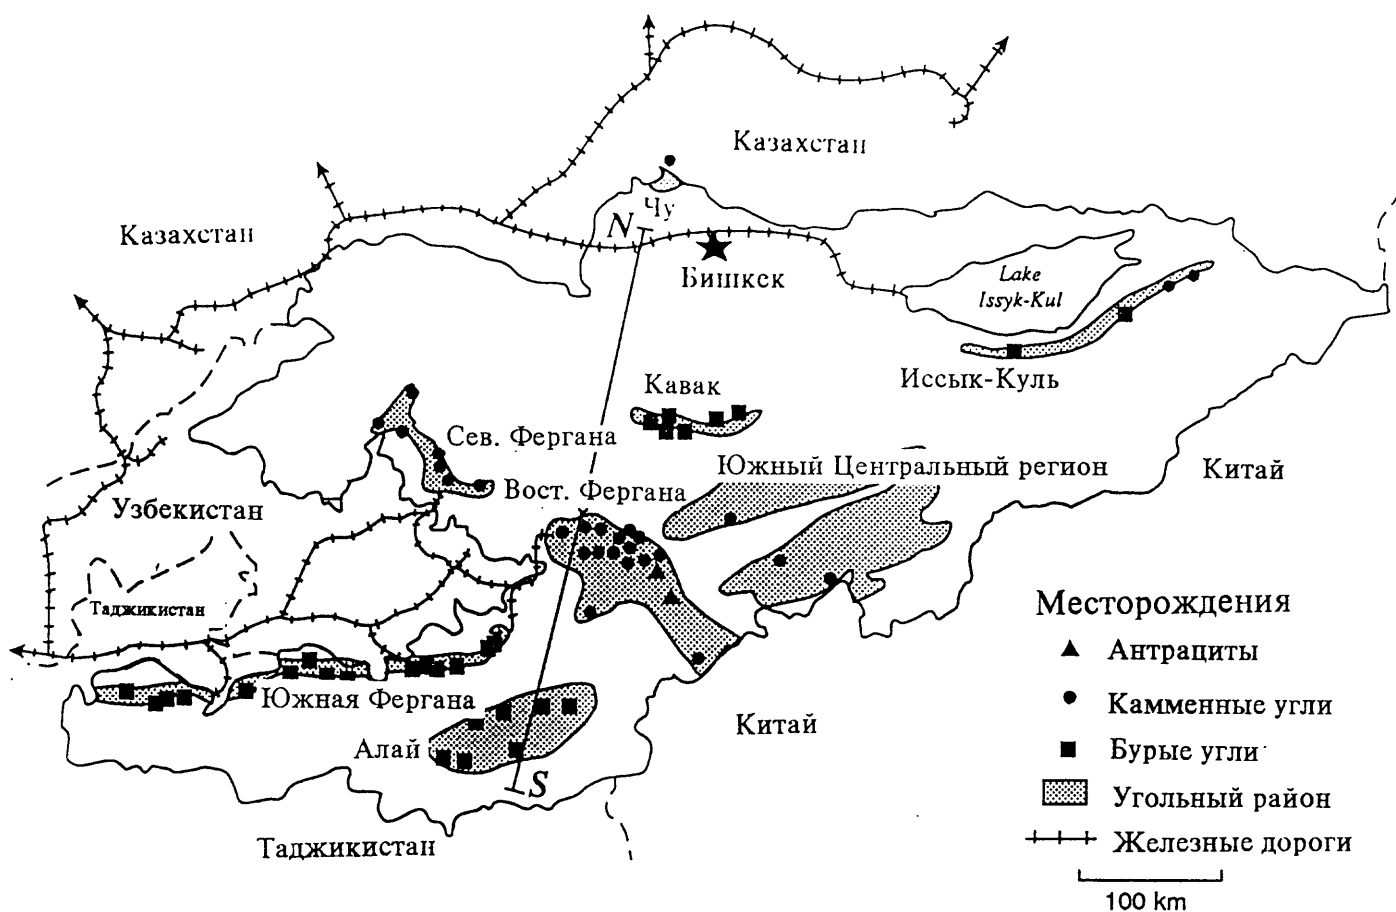 Казахстан
Казахстан
Чу
N
Бишкек
Lake
Issyk-Kul
Иссык-Куль
Кавак
Сев. Фергана
Южный Центральный регион
Китай
Вост. Фергана
Узбекистан
Таджикистан
Южная Фергана
Алай
Китай
S
Таджикистан
Месторождения
Антрациты
Камменные угли
Бурые угли
Угольный район
Железные дороги
100 km